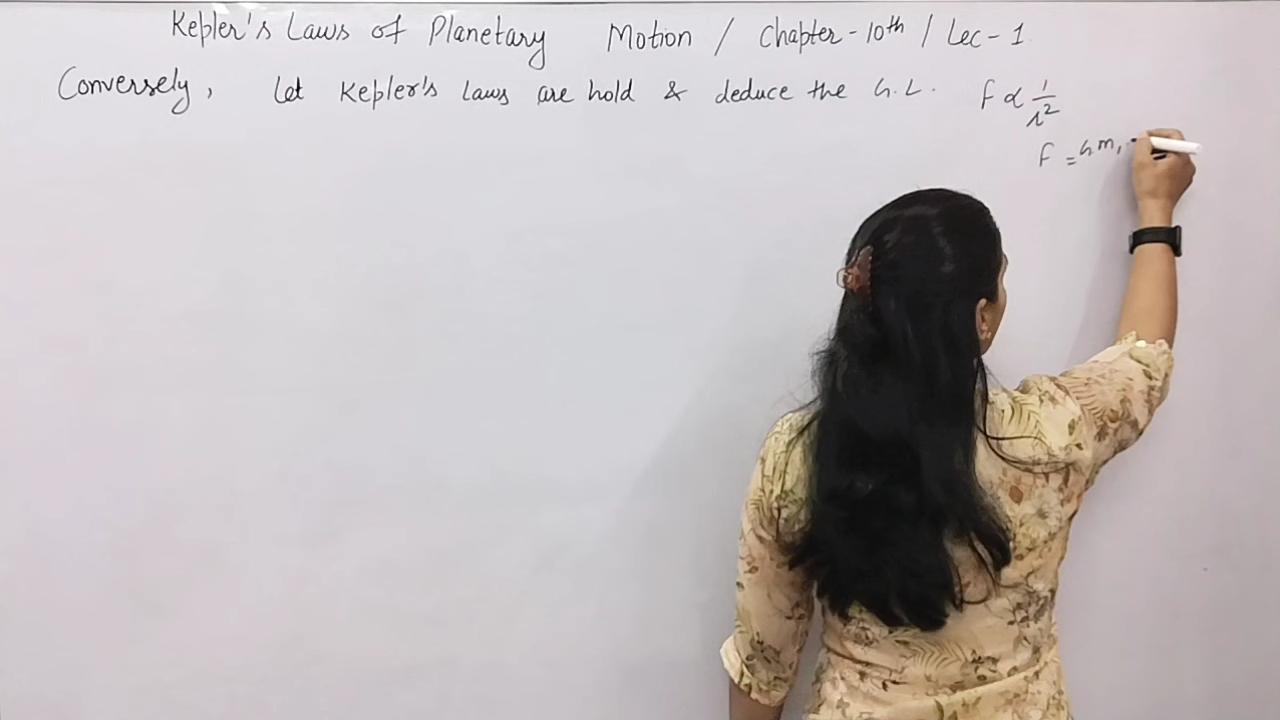 Kepler's Laws of Planetary Motion / Chapter-10th / Lec-1
Conversely, Let Kepler's Laws are hold & deduce the G.L. F ∝ 1/r²
F = Gm₁